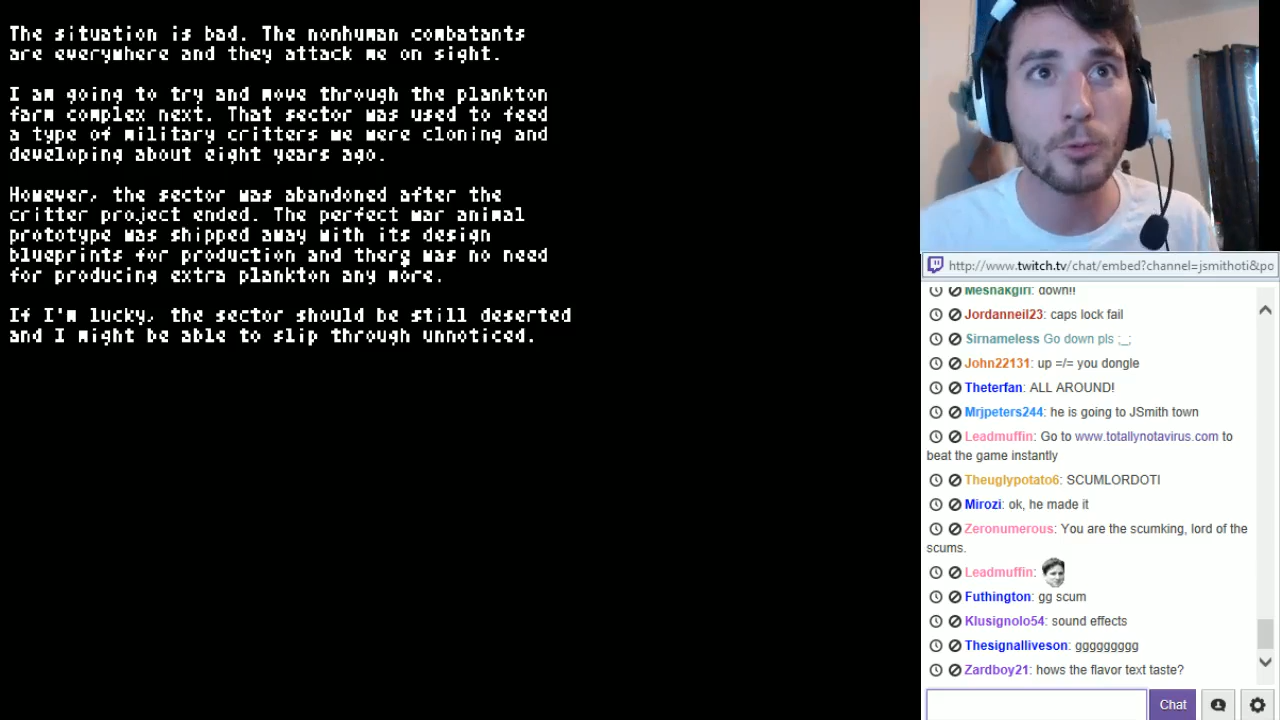 The situation is bad. The nonhuman combatants
are everywhere and they attack me on sight.
I am going to try and move through the plankton
farm complex next. That sector was used to feed
a type of military critters we were cloning and
developing about eight years ago.
However, the sector was abandoned after the
critter project ended. The perfect war animal
prototype was shipped away with its design
blueprints for production and there was no need
for producing extra plankton any more.
If I'm lucky, the sector should be still deserted
and I might be able to slip through unnoticed.
http://www.twitch.tv/chat/embed?channel=jsmithoti&po
Meshakgirl: down!!
Jordanneil23: caps lock fail
Sirnameless Go down pls ;_;
John22131: up =/= you dongle
Theterfan: ALL AROUND!
Mrjpeters244: he is going to JSmith town
Leadmuffin: Go to www.totallynotavirus.com to
beat the game instantly
Theuglypotato6: SCUMLORDOTI
Mirozi: ok, he made it
Zeronumerous: You are the scumking, lord of the
scums.
Leadmuffin:
Futhington: gg scum
Klusignolo54: sound effects
Thesignalliveson: ggggggggg
Zardboy21: hows the flavor text taste?
Chat